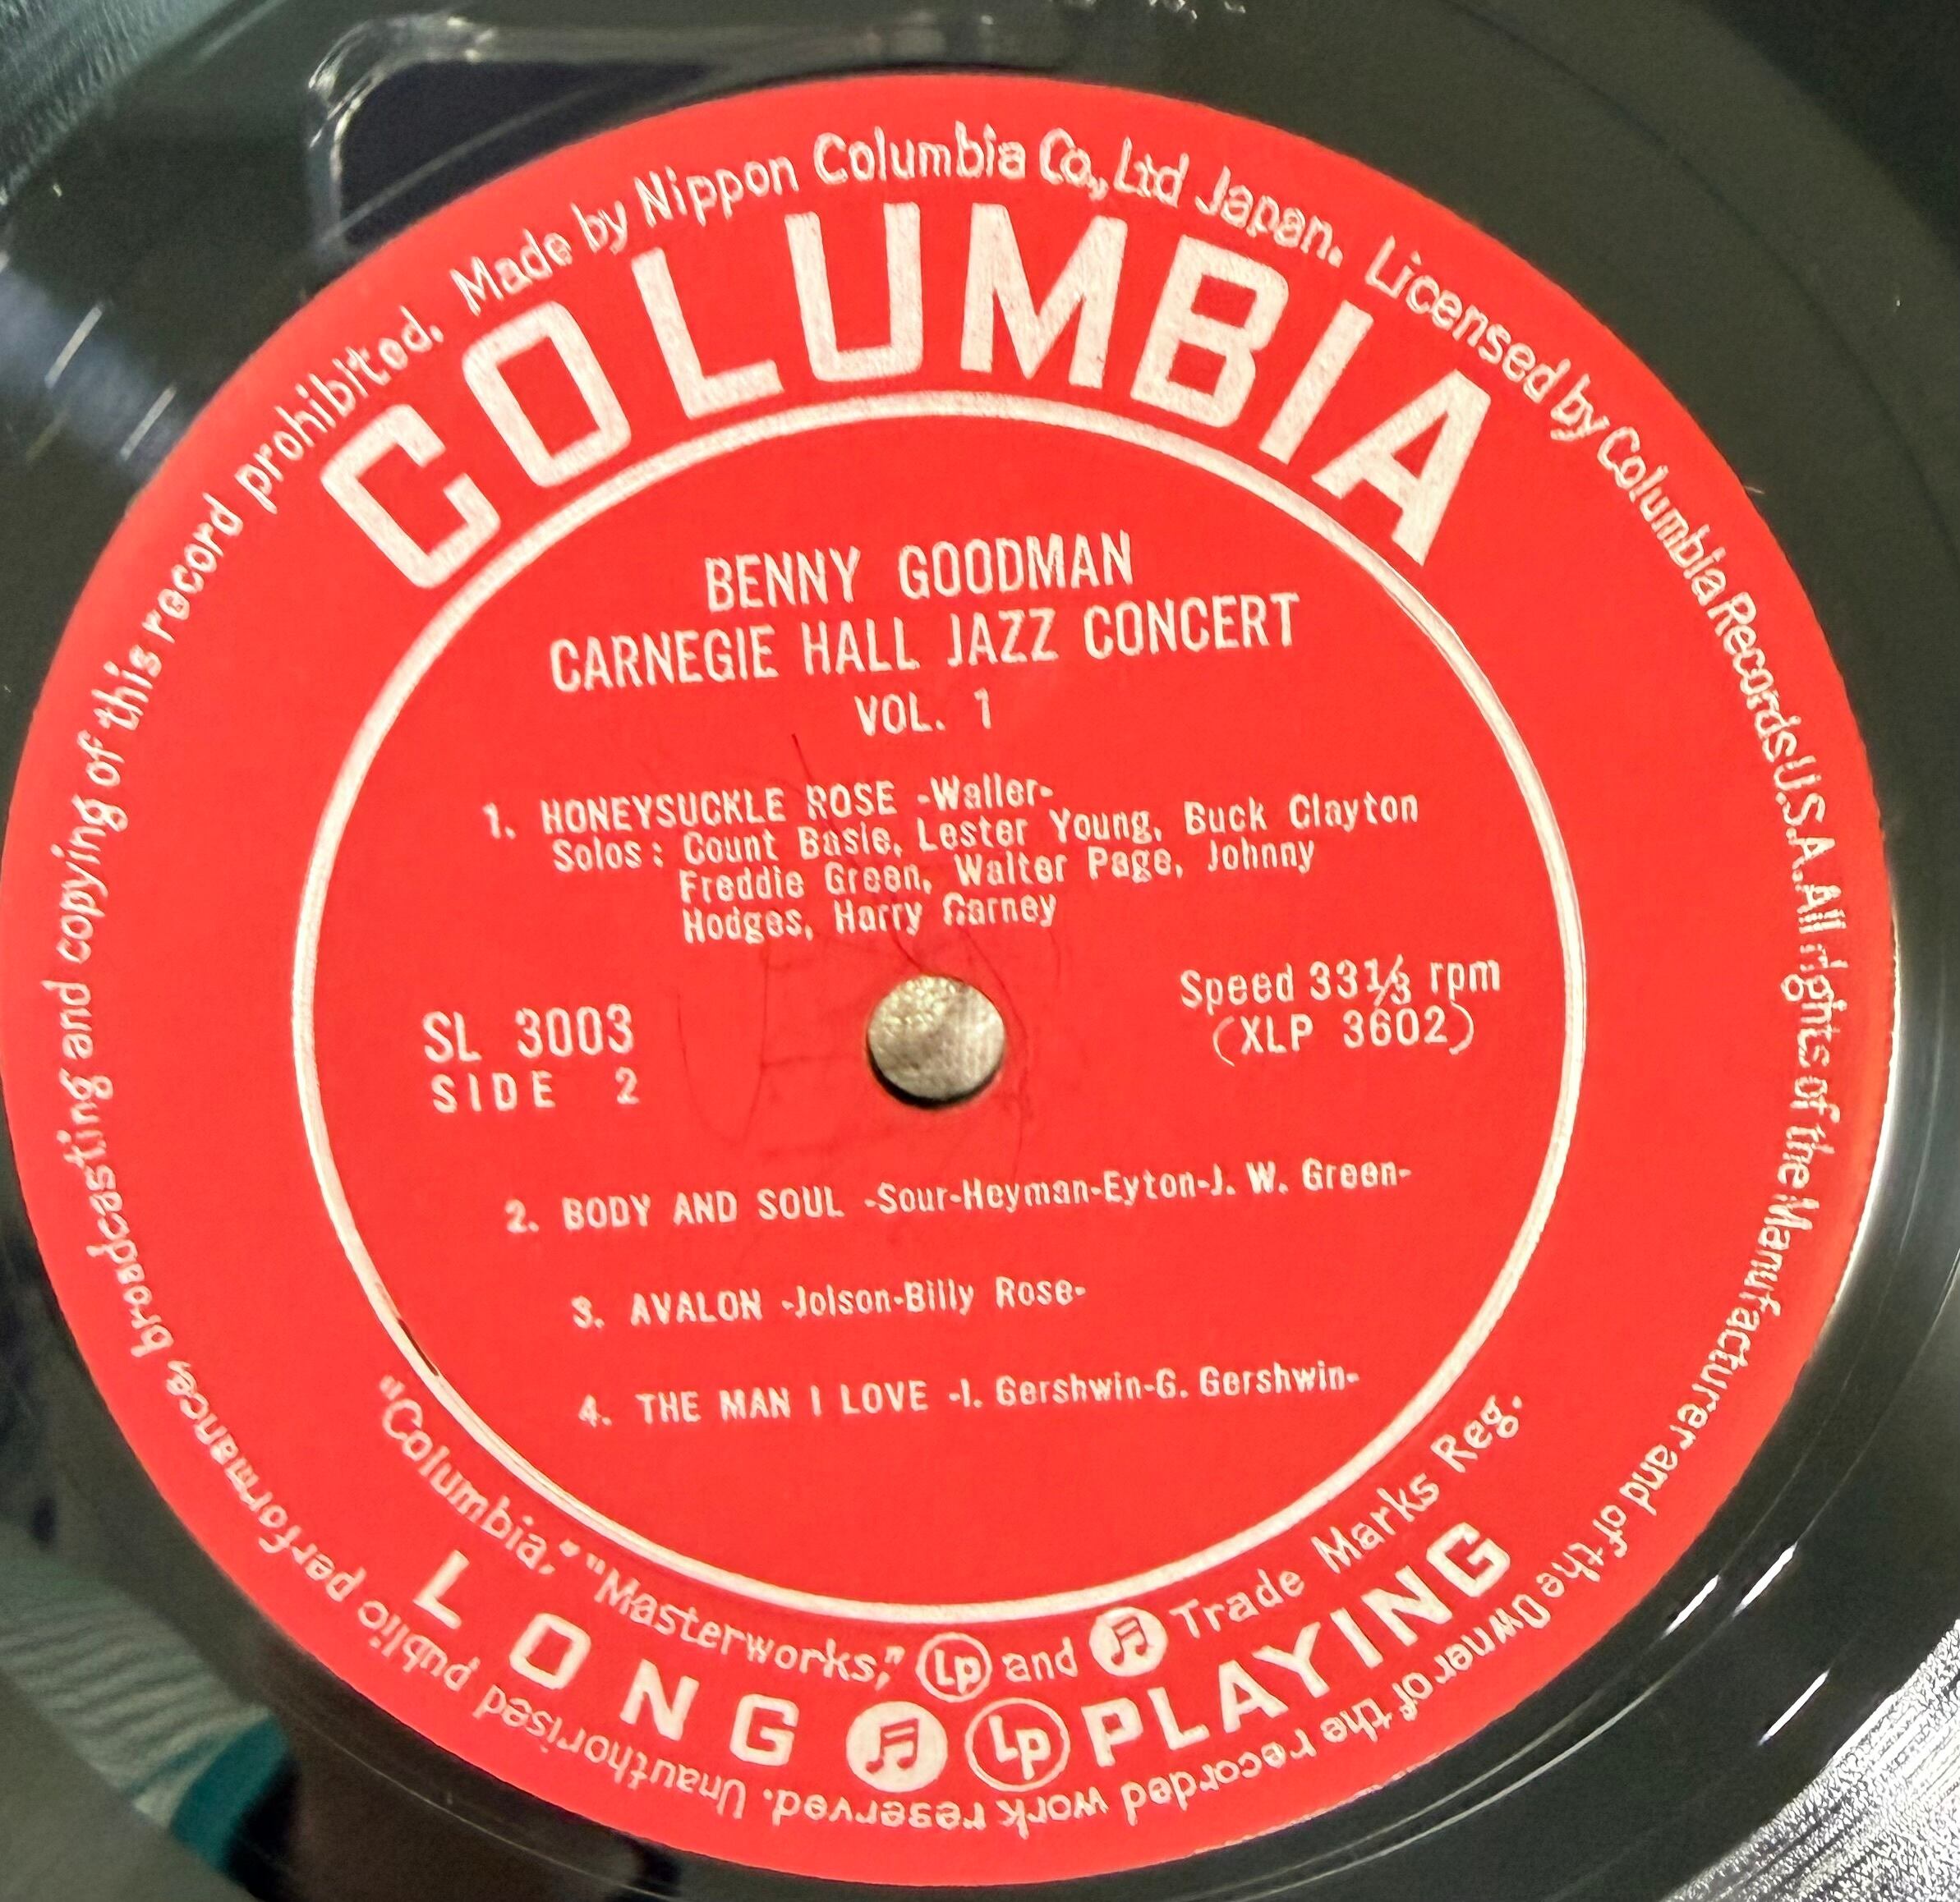 Made by Nippon Columbia Co., Ltd Japan. Licensed by Columbia Records U.S.A. All rights of the Manufacturer and of the Owner of the recorded work reserved. Unauthorised public performance, broadcasting and copying of this record prohibited.
COLUMBIA
BENNY GOODMAN
CARNEGIE HALL JAZZ CONCERT
VOL. 1
1. HONEYSUCKLE ROSE -Waller-
Solos: Count Basie, Lester Young, Buck Clayton
Freddie Green, Walter Page, Johnny
Hodges, Harry Carney
SL 3003
SIDE 2
Speed 33⅓ rpm
(XLP 3602)
2. BODY AND SOUL -Sour-Heyman-Eyton-J. W. Green-
3. AVALON -Jolson-Billy Rose-
4. THE MAN I LOVE -I. Gershwin-G. Gershwin-
"Columbia," "Masterworks," Lp and Trade Marks Reg.
LONG Lp PLAYING